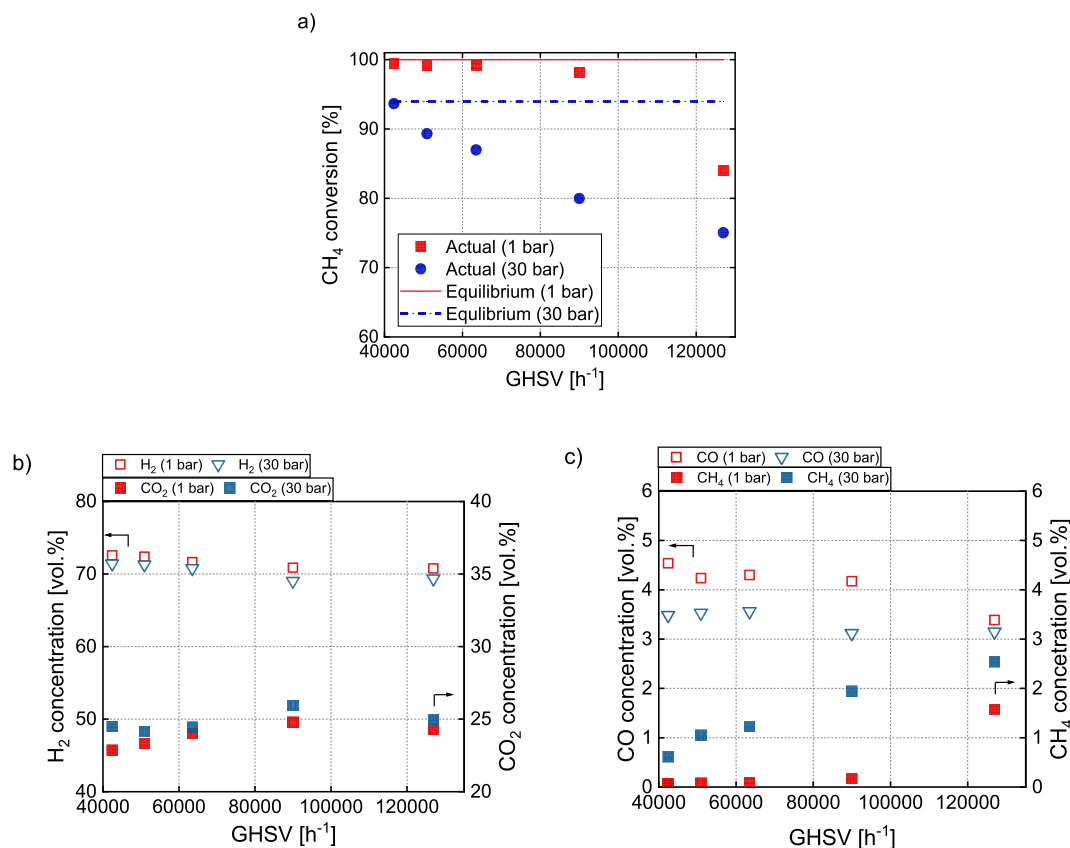 a)
100
90
80
70
60
CH4 conversion [%]
Actual (1 bar)
Actual (30 bar)
Equilibrium (1 bar)
Equlibrium (30 bar)
40000 60000 80000 100000 120000
GHSV [h-1]
b)
H2 (1 bar) H2 (30 bar)
CO2 (1 bar) CO2 (30 bar)
80
70
60
50
40
H2 concentration [vol.%]
40
35
30
25
20
CO2 concentration [vol.%]
40000 60000 80000 100000 120000
GHSV [h-1]
c)
CO (1 bar) CO (30 bar)
CH4 (1 bar) CH4 (30 bar)
6
5
4
3
2
1
0
CO concentration [vol.%]
6
5
4
3
2
1
0
CH4 concetration [vol.%]
40000 60000 80000 100000 120000
GHSV [h-1]